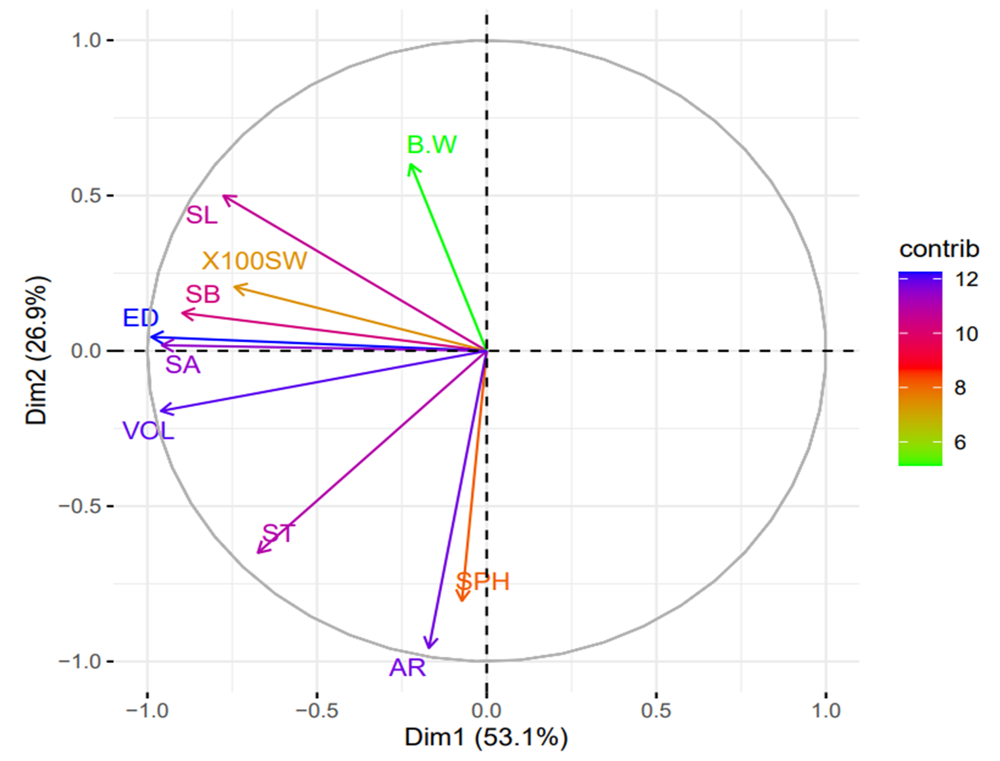 1.0
0.5
0.0
−0.5
−1.0
Dim2 (26.9%)
B.W
SL
X100SW
SB
ED
SA
VOL
ST
SPH
AR
−1.0
−0.5
0.0
0.5
1.0
Dim1 (53.1%)
contrib
12
10
8
6